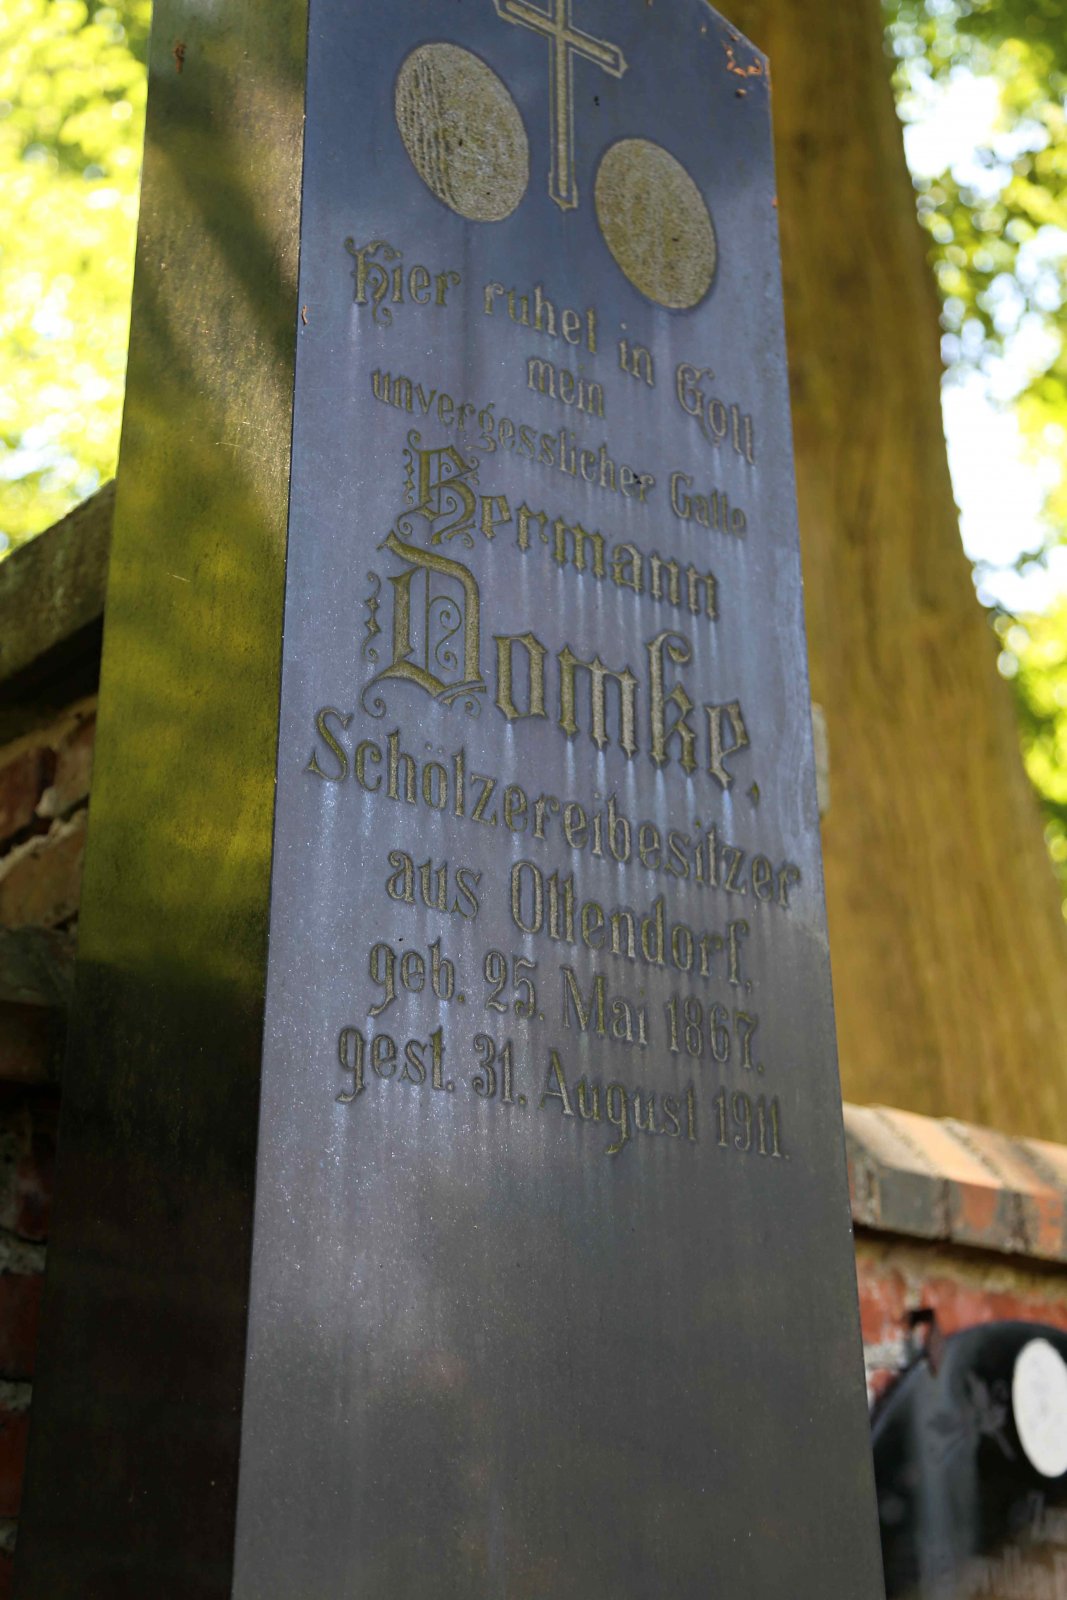 Hier ruhet in Gott
mein
unvergesslicher Gatte
Hermann
Domke,
Schölzereibesitzer
aus Ottendorf,
geb. 25. Mai 1867,
gest. 31. August 1911.